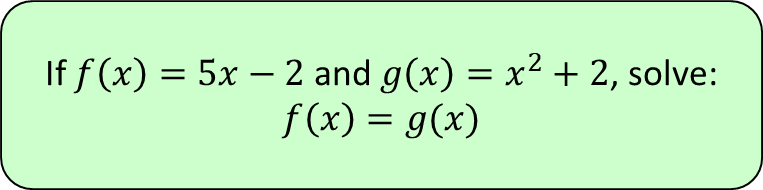 If f(x) = 5x − 2 and g(x) = x² + 2, solve:
f(x) = g(x)